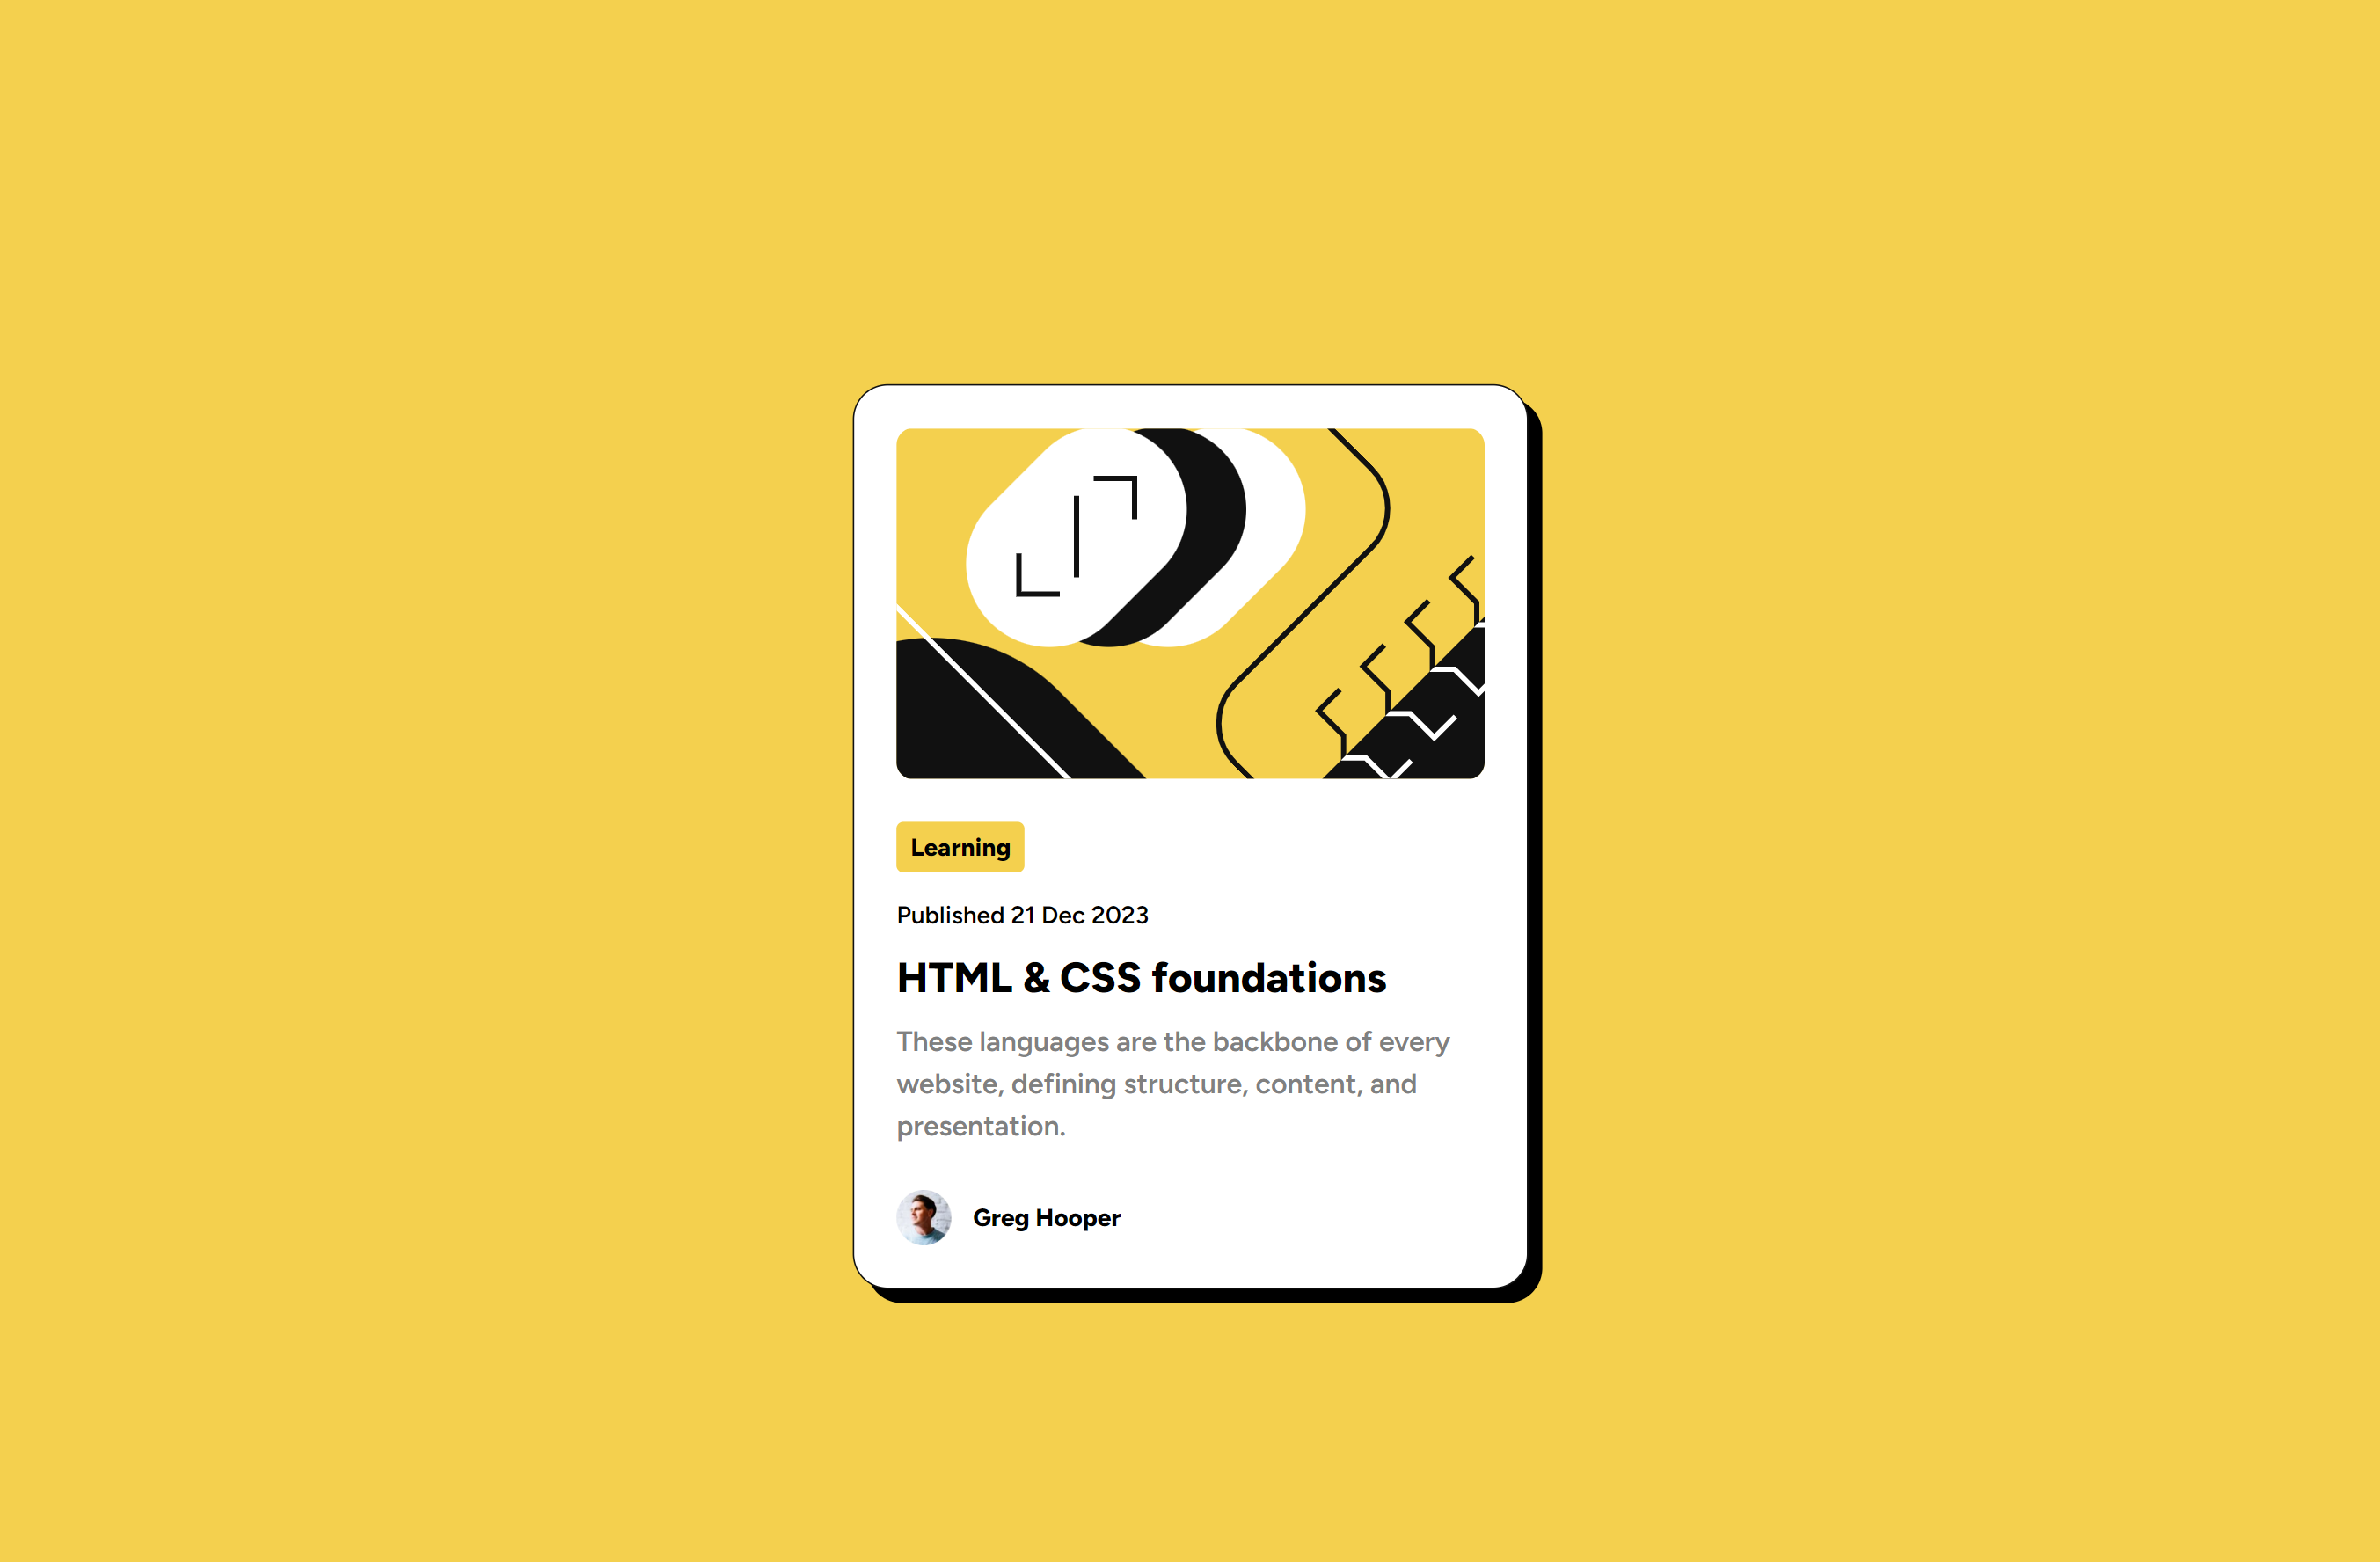 Learning
Published 21 Dec 2023
HTML & CSS foundations
These languages are the backbone of every
website, defining structure, content, and
presentation.
Greg Hooper